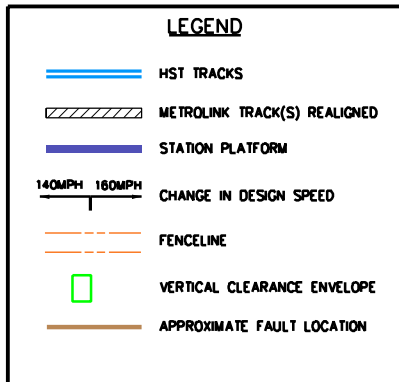 LEGEND
HST TRACKS
METROLINK TRACK(S) REALIGNED
STATION PLATFORM
140MPH 160MPH
CHANGE IN DESIGN SPEED
FENCELINE
VERTICAL CLEARANCE ENVELOPE
APPROXIMATE FAULT LOCATION